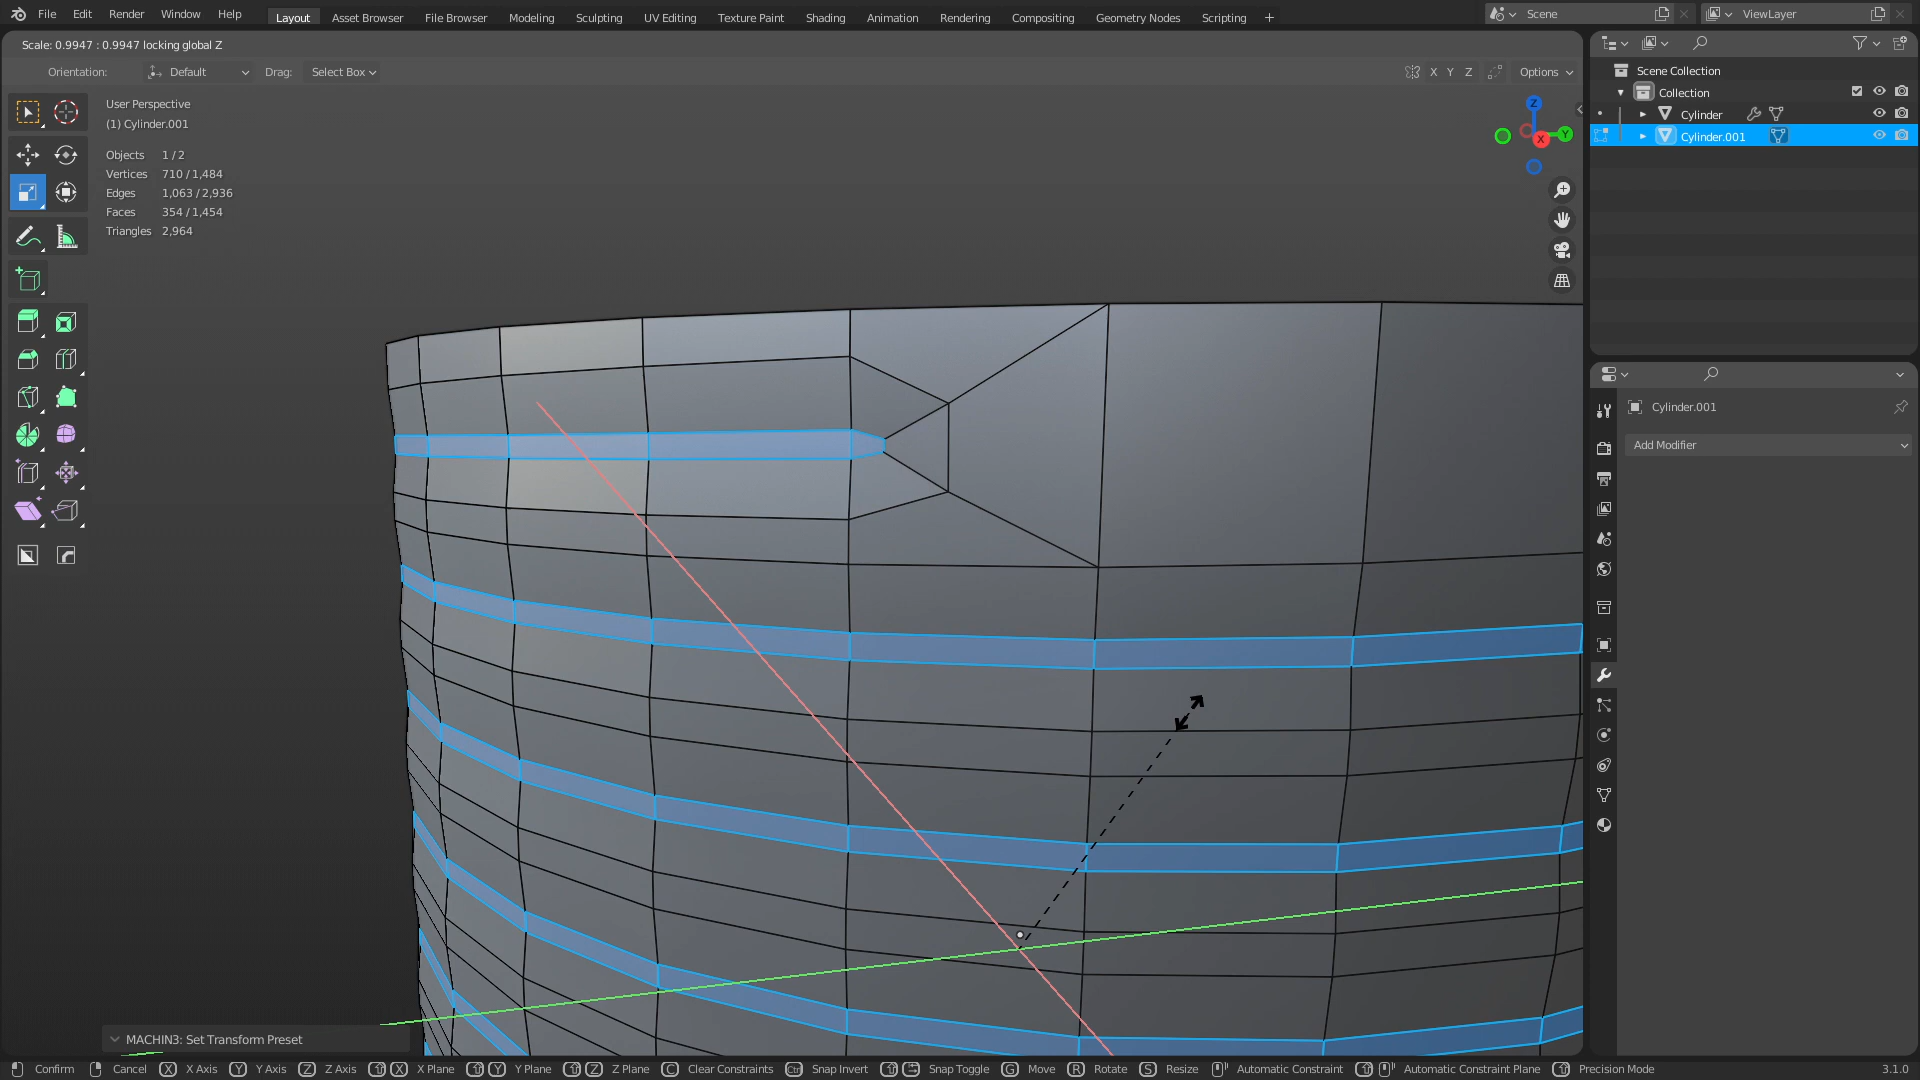 File Edit Render Window Help Layout Asset Browser File Browser Modeling Sculpting UV Editing Texture Paint Shading Animation Rendering Compositing Geometry Nodes Scripting + Scene ViewLayer
Scale: 0.9947 : 0.9947 locking global Z
Orientation: Default Drag: Select Box X Y Z Options
Scene Collection
Collection
Cylinder
Cylinder.001
User Perspective
(1) Cylinder.001
Objects 1 / 2
Vertices 710 / 1,484
Edges 1,063 / 2,936
Faces 354 / 1,454
Triangles 2,964
Z
Y
X
Cylinder.001
Add Modifier
MACHIN3: Set Transform Preset
Confirm Cancel X X Axis Y Y Axis Z Z Axis X X Plane Y Y Plane Z Z Plane C Clear Constraints Ctrl Snap Invert Snap Toggle G Move R Rotate S Resize Automatic Constraint Automatic Constraint Plane Precision Mode 3.1.0